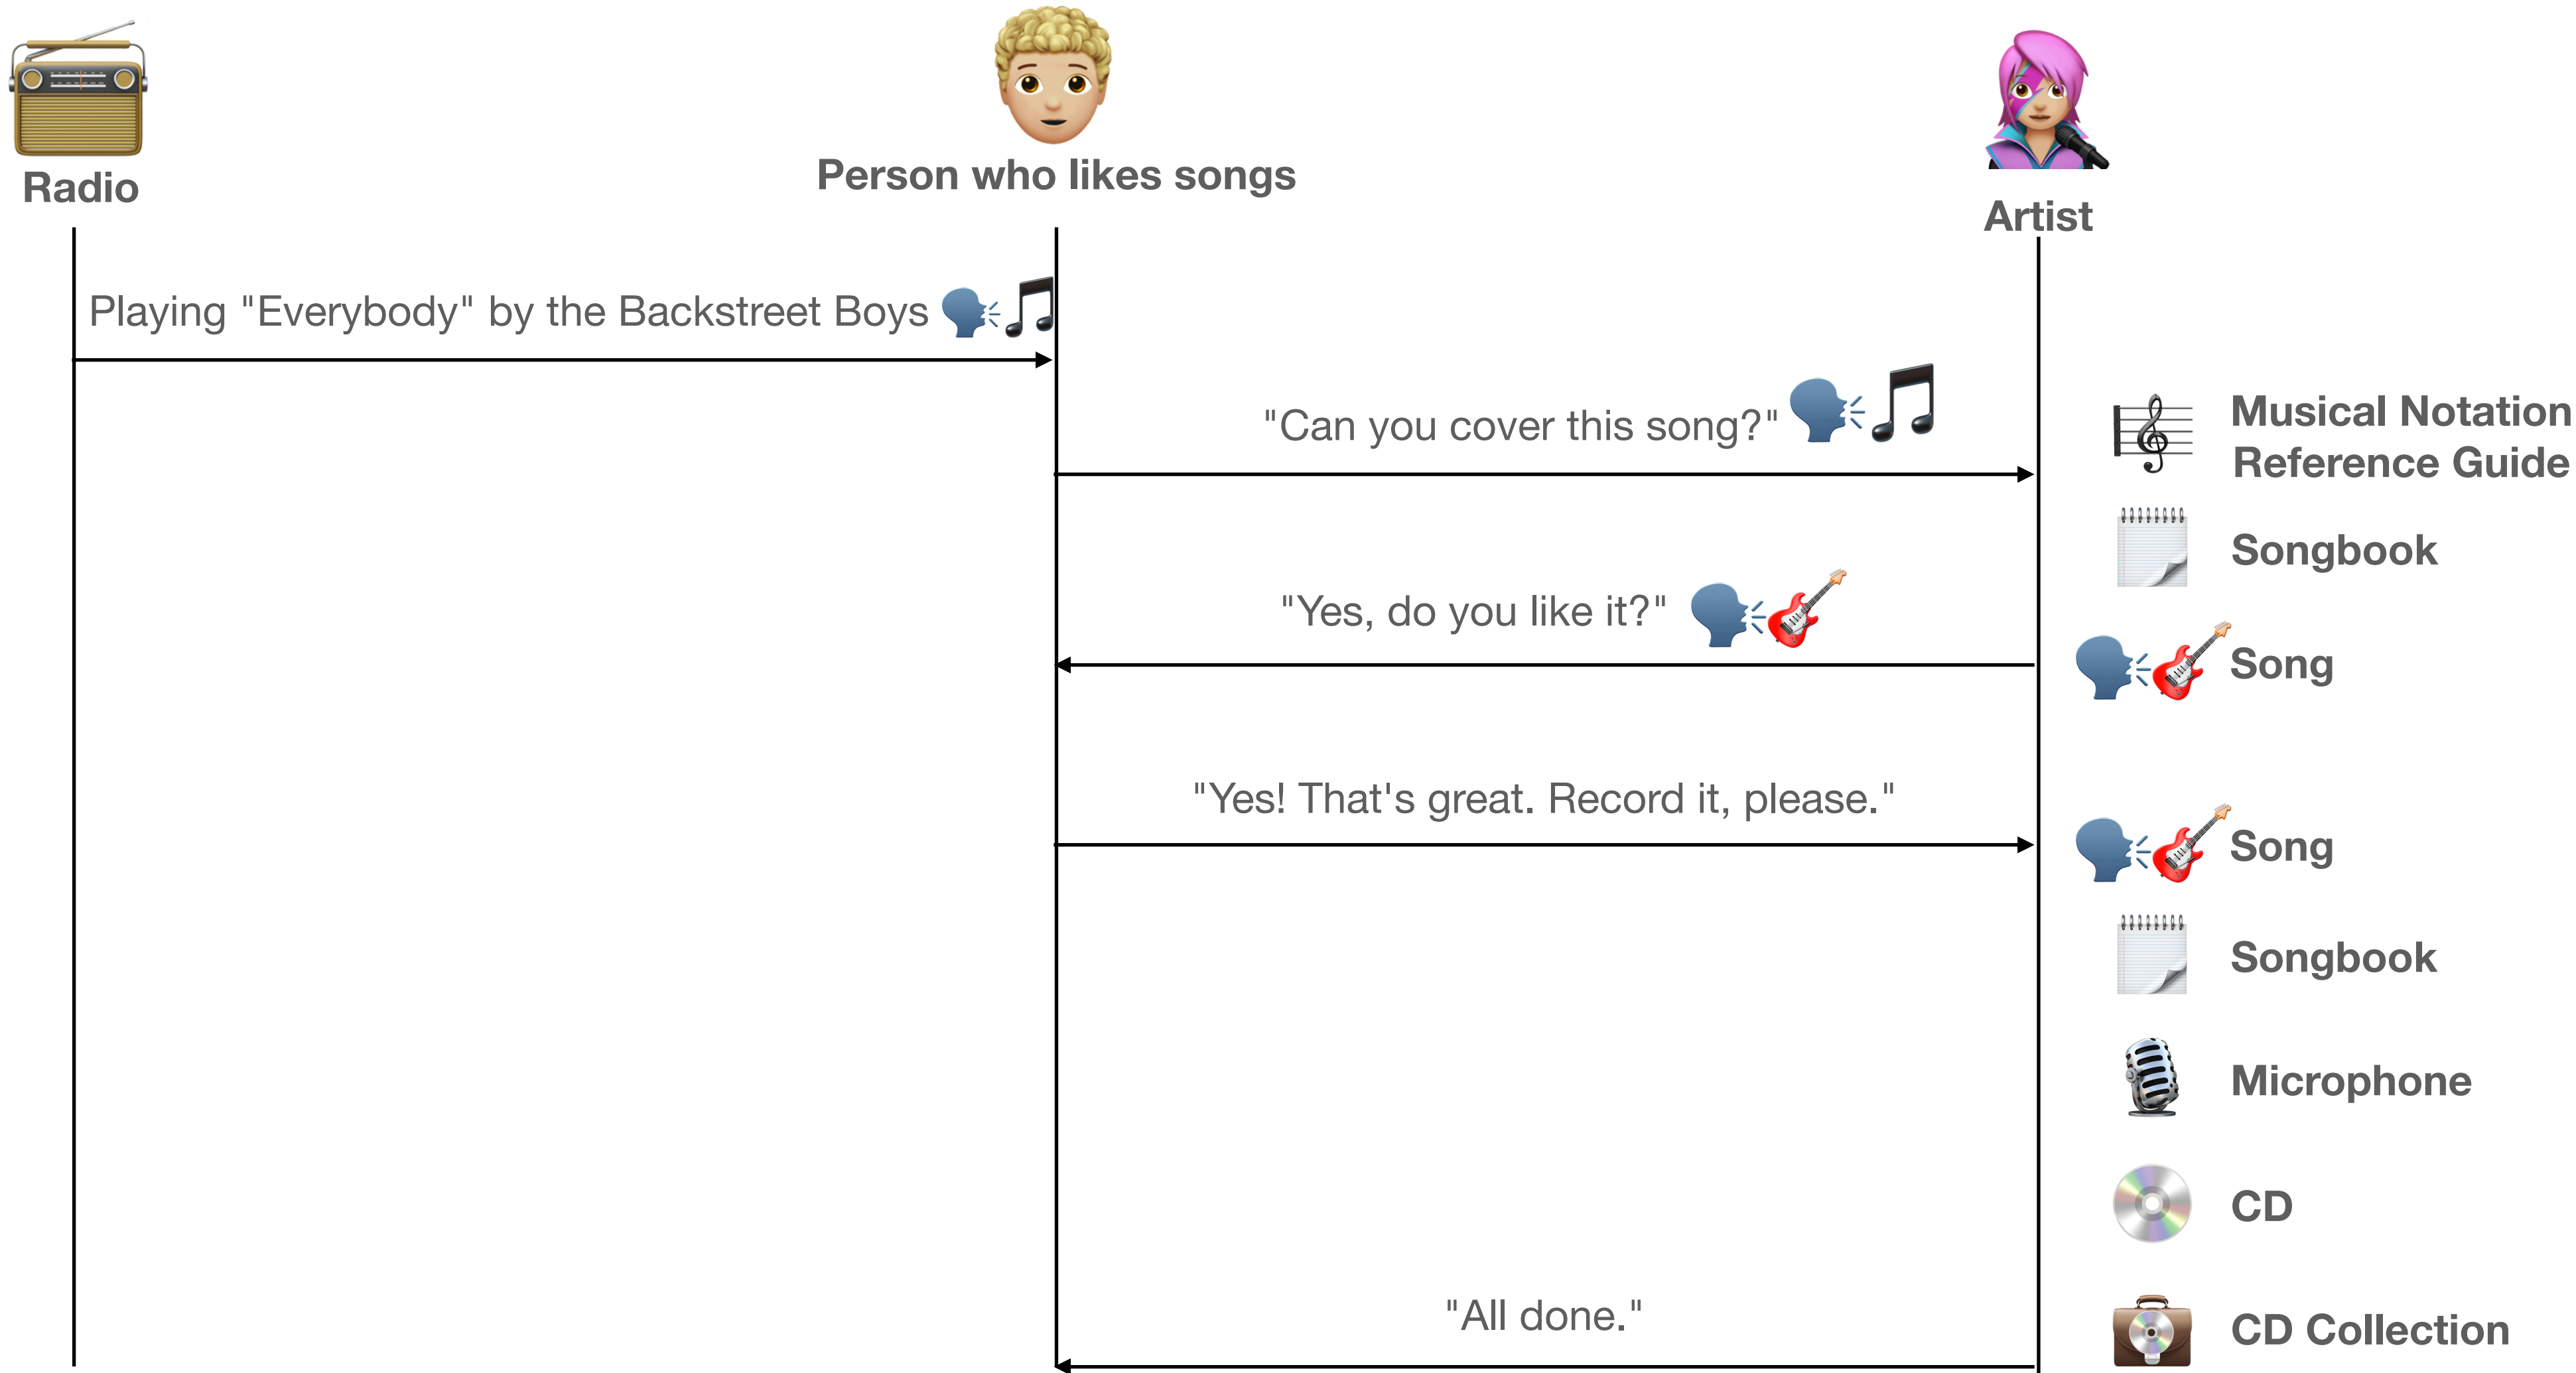 Radio
Person who likes songs
Artist
Playing "Everybody" by the Backstreet Boys
"Can you cover this song?"
Musical Notation
Reference Guide
Songbook
"Yes, do you like it?"
Song
"Yes! That's great. Record it, please."
Song
Songbook
Microphone
CD
"All done."
CD Collection